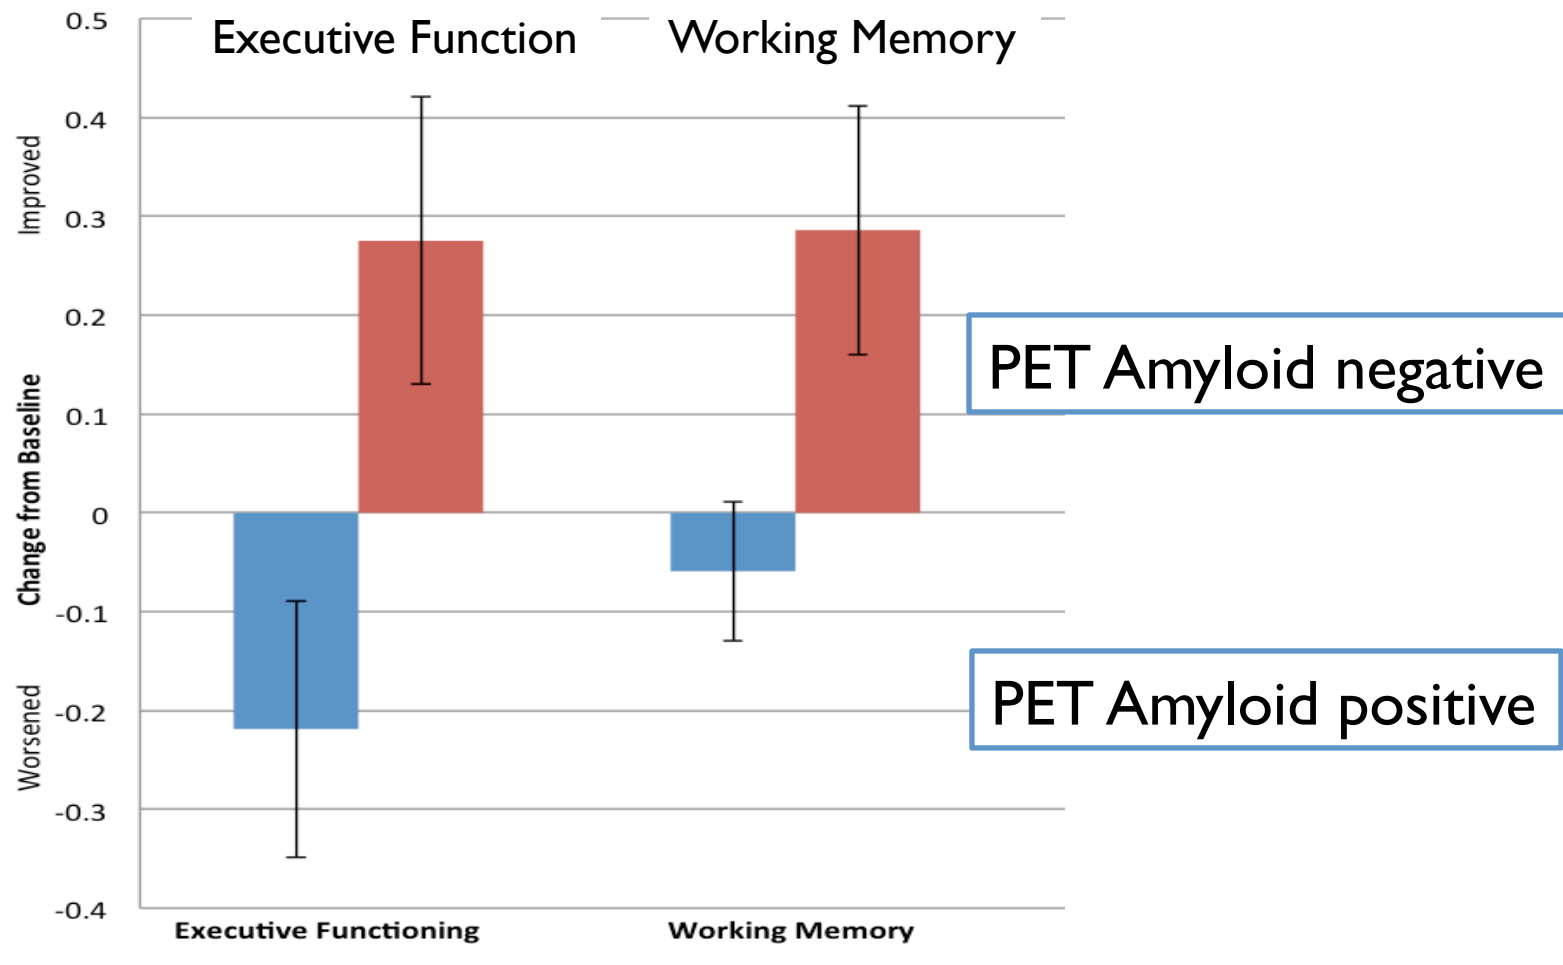 Executive Function
Working Memory
0.5
0.4
0.3
0.2
0.1
0
-0.1
-0.2
-0.3
-0.4
Improved
Change from Baseline
Worsened
PET Amyloid negative
PET Amyloid positive
Executive Functioning
Working Memory